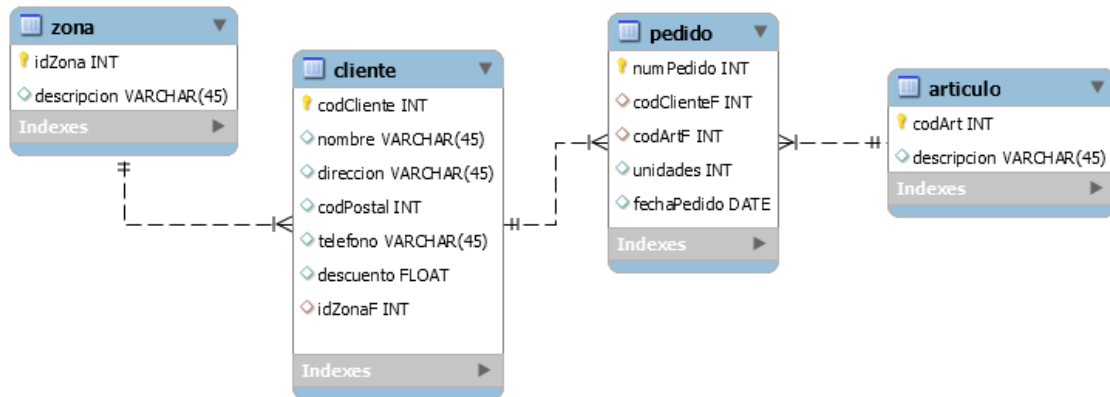 zona
idZona INT
descripcion VARCHAR(45)
Indexes
cliente
codCliente INT
nombre VARCHAR(45)
direccion VARCHAR(45)
codPostal INT
telefono VARCHAR(45)
descuento FLOAT
idZonaF INT
Indexes
pedido
numPedido INT
codClienteF INT
codArtF INT
unidades INT
fechaPedido DATE
Indexes
articulo
codArt INT
descripcion VARCHAR(45)
Indexes